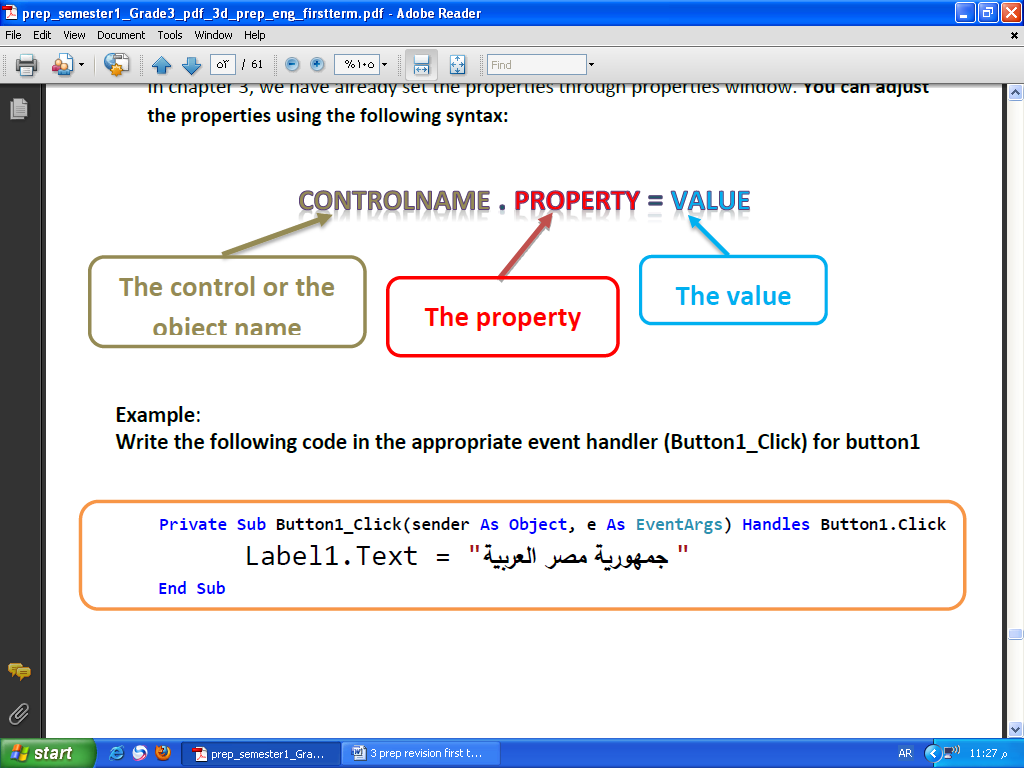 prep_semester1_Grade3_pdf_3d_prep_eng_firstterm.pdf - Adobe Reader
File Edit View Document Tools Window Help
٥٢ / 61 %١٠٥ Find
In chapter 3, we have already set the properties through properties window. You can adjust
the properties using the following syntax:
CONTROLNAME . PROPERTY = VALUE
The control or the
object name
The property
The value
Example:
Write the following code in the appropriate event handler (Button1_Click) for button1
Private Sub Button1_Click(sender As Object, e As EventArgs) Handles Button1.Click
Label1.Text = "جمهورية مصر العربية"
End Sub
start prep_semester1_Gra... 3 prep revision first t... AR 11:27 م